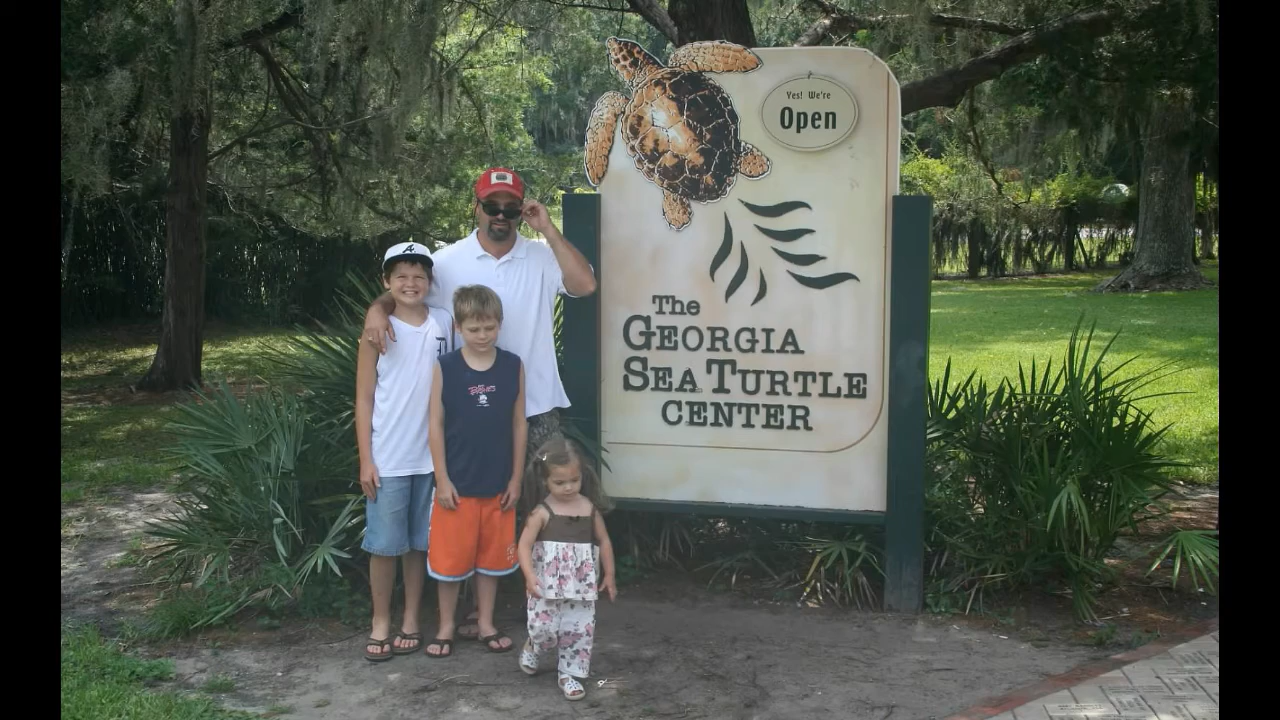 Yes! We're
Open
The
GEORGIA
SEA TURTLE
CENTER
A